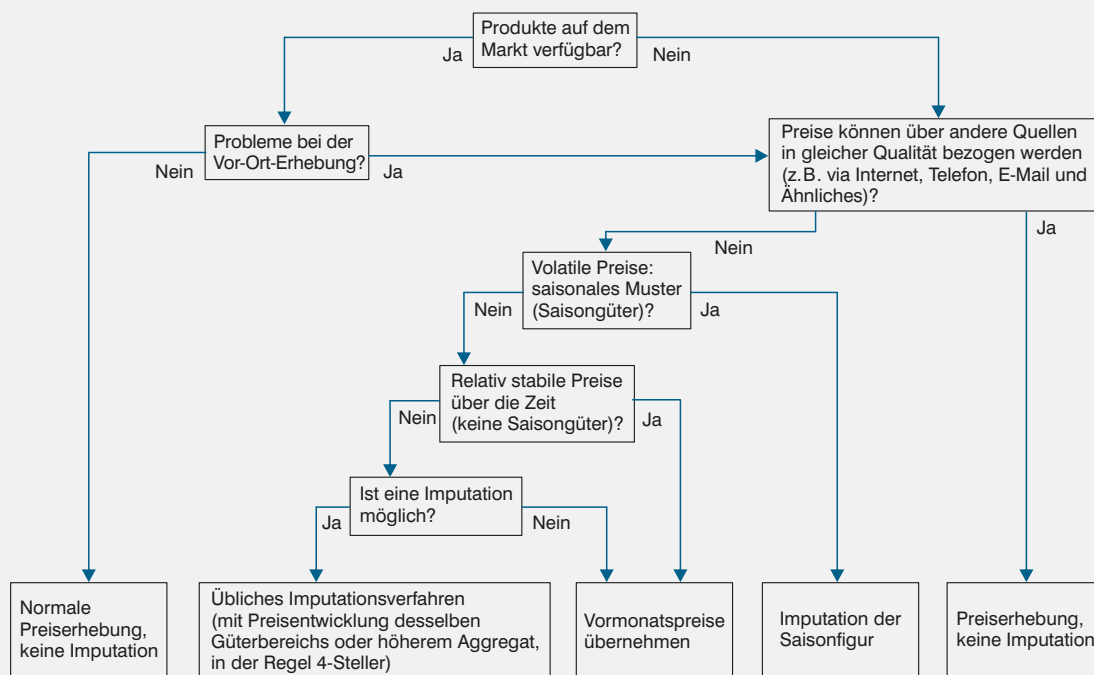 Produkte auf dem
Markt verfügbar?
Ja
Nein
Probleme bei der
Vor-Ort-Erhebung?
Nein
Ja
Preise können über andere Quellen
in gleicher Qualität bezogen werden
(z.B. via Internet, Telefon, E-Mail und
Ähnliches)?
Nein
Ja
Volatile Preise:
saisonales Muster
(Saisongüter)?
Nein
Ja
Relativ stabile Preise
über die Zeit
(keine Saisongüter)?
Nein
Ja
Ist eine Imputation
möglich?
Ja
Nein
Normale
Preiserhebung,
keine Imputation
Übliches Imputationsverfahren
(mit Preisentwicklung desselben
Güterbereichs oder höherem Aggregat,
in der Regel 4-Steller)
Vormonatspreise
übernehmen
Imputation der
Saisonfigur
Preiserhebung,
keine Imputation